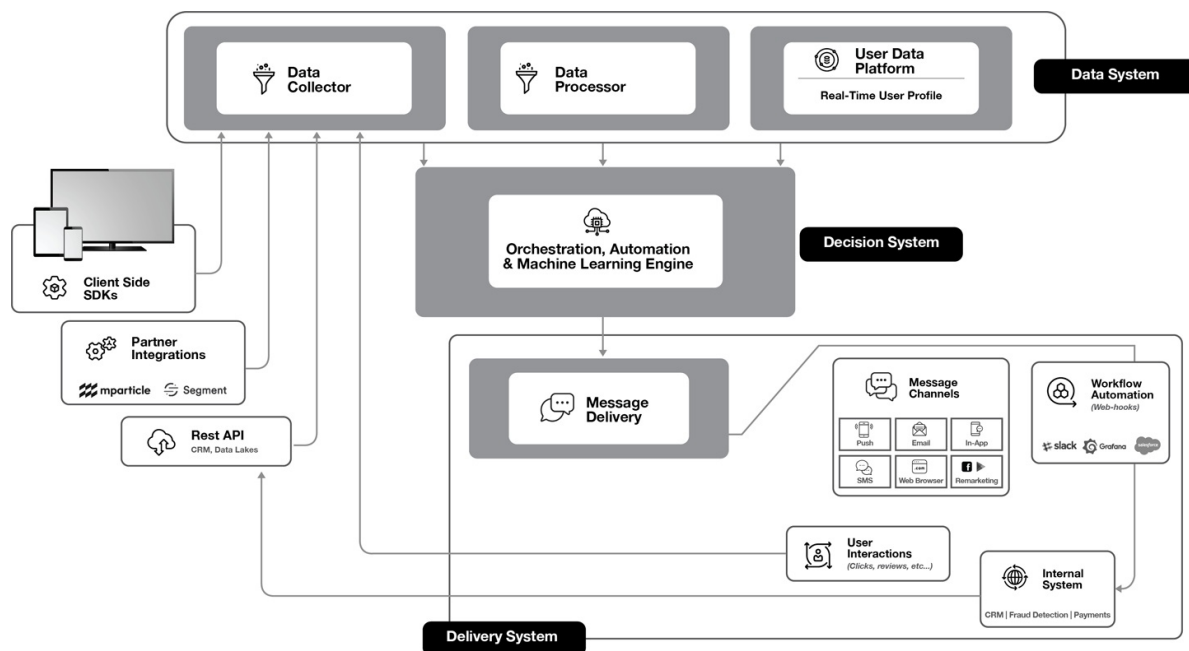 Data
Collector
Data
Processor
User Data
Platform
Real-Time User Profile
Data System
Orchestration, Automation
& Machine Learning Engine
Decision System
Client Side
SDKs
Partner
Integrations
mparticle
Segment
Rest API
CRM, Data Lakes
Message
Delivery
Message
Channels
Push
Email
In-App
SMS
.com
Web Browser
Remarketing
Workflow
Automation
(Web-hooks)
slack
Grafana
salesforce
User
Interactions
(Clicks, reviews, etc...)
Internal
System
CRM | Fraud Detection | Payments
Delivery System